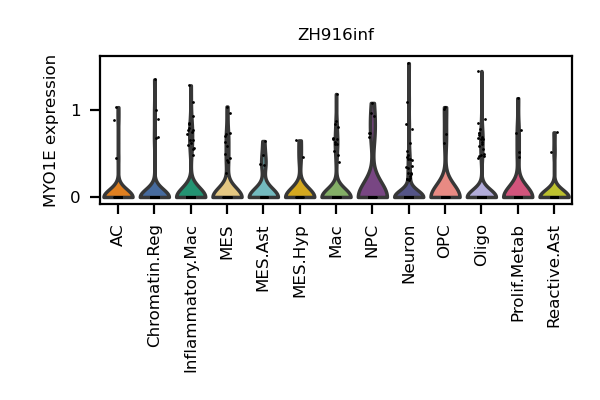 ZH916inf
MYO1E expression
1
0
AC
Chromatin.Reg
Inflammatory.Mac
MES
MES.Ast
MES.Hyp
Mac
NPC
Neuron
OPC
Oligo
Prolif.Metab
Reactive.Ast